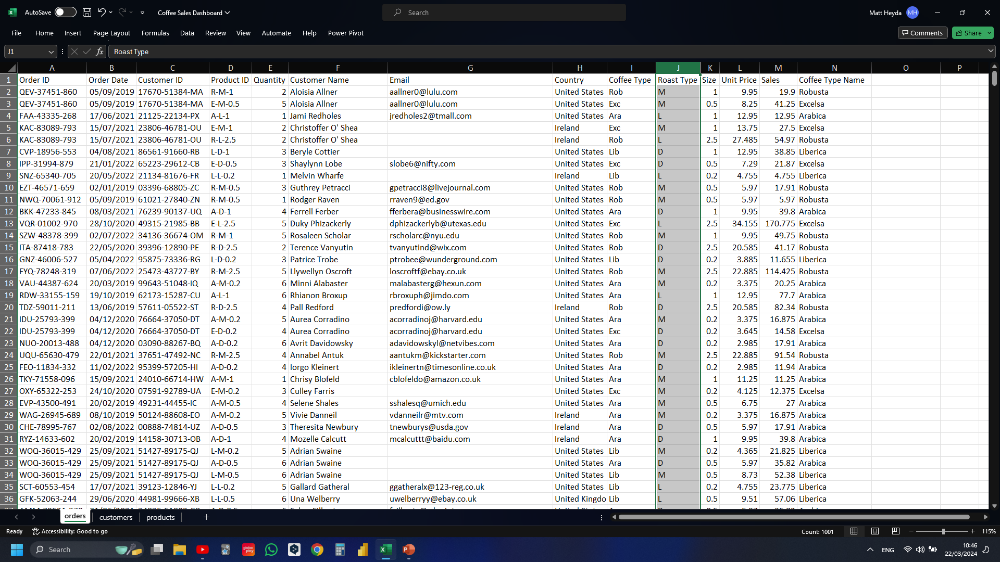 AutoSave Coffee Sales Dashboard Search Matt Heyda MH
File Home Insert Page Layout Formulas Data Review View Automate Help Power Pivot Comments Share
J1 fx Roast Type
A B C D E F G H I J K L M N O P
1 Order ID Order Date Customer ID Product ID Quantity Customer Name Email Country Coffee Type Roast Type Size Unit Price Sales Coffee Type Name
2 QEV-37451-860 05/09/2019 17670-51384-MA R-M-1 2 Aloisia Allner aallner0@lulu.com United States Rob M 1 9.95 19.9 Robusta
3 QEV-37451-860 05/09/2019 17670-51384-MA E-M-0.5 5 Aloisia Allner aallner0@lulu.com United States Exc M 0.5 8.25 41.25 Excelsa
4 FAA-43335-268 17/06/2021 21125-22134-PX A-L-1 1 Jami Redholes jredholes2@tmall.com United States Ara L 1 12.95 12.95 Arabica
5 KAC-83089-793 15/07/2021 23806-46781-OU E-M-1 2 Christoffer O' Shea Ireland Exc M 1 13.75 27.5 Excelsa
6 KAC-83089-793 15/07/2021 23806-46781-OU R-L-2.5 2 Christoffer O' Shea Ireland Rob L 2.5 27.485 54.97 Robusta
7 CVP-18956-553 04/08/2021 86561-91660-RB L-D-1 3 Beryle Cottier United States Lib D 1 12.95 38.85 Liberica
8 IPP-31994-879 21/01/2022 65223-29612-CB E-D-0.5 3 Shaylynn Lobe slobe6@nifty.com United States Exc D 0.5 7.29 21.87 Excelsa
9 SNZ-65340-705 20/05/2022 21134-81676-FR L-L-0.2 1 Melvin Wharfe Ireland Lib L 0.2 4.755 4.755 Liberica
10 EZT-46571-659 02/01/2019 03396-68805-ZC R-M-0.5 3 Guthrey Petracci gpetracci8@livejournal.com United States Rob M 0.5 5.97 17.91 Robusta
11 NWQ-70061-912 05/09/2019 61021-27840-ZN R-M-0.5 1 Rodger Raven rraven9@ed.gov United States Rob M 0.5 5.97 5.97 Robusta
12 BKK-47233-845 08/03/2021 76239-90137-UQ A-D-1 4 Ferrell Ferber fferbera@businesswire.com United States Ara D 1 9.95 39.8 Arabica
13 VQR-01002-970 28/10/2020 49315-21985-BB E-L-2.5 5 Duky Phizackerly dphizackerlyb@utexas.edu United States Exc L 2.5 34.155 170.775 Excelsa
14 SZW-48378-399 02/07/2022 34136-36674-OM R-M-1 5 Rosaleen Scholar rscholarc@nyu.edu United States Rob M 1 9.95 49.75 Robusta
15 ITA-87418-783 22/05/2020 39396-12890-PE R-D-2.5 2 Terence Vanyutin tvanyutind@wix.com United States Rob D 2.5 20.585 41.17 Robusta
16 GNZ-46006-527 05/04/2022 95875-73336-RG L-D-0.2 3 Patrice Trobe ptrobee@wunderground.com United States Lib D 0.2 3.885 11.655 Liberica
17 FYQ-78248-319 07/06/2022 25473-43727-BY R-M-2.5 5 Llywellyn Oscroft loscroftf@ebay.co.uk United States Rob M 2.5 22.885 114.425 Robusta
18 VAU-44387-624 20/03/2019 99643-51048-IQ A-M-0.2 6 Minni Alabaster malabasterg@hexun.com United States Ara M 0.2 3.375 20.25 Arabica
19 RDW-33155-159 19/10/2019 62173-15287-CU A-L-1 6 Rhianon Broxup rbroxuph@jimdo.com United States Ara L 1 12.95 77.7 Arabica
20 TDZ-59011-211 13/06/2019 57611-05522-ST R-D-2.5 4 Pall Redford predfordi@ow.ly Ireland Rob D 2.5 20.585 82.34 Robusta
21 IDU-25793-399 04/12/2020 76664-37050-DT A-M-0.2 5 Aurea Corradino acorradinoj@harvard.edu United States Ara M 0.2 3.375 16.875 Arabica
22 IDU-25793-399 04/12/2020 76664-37050-DT E-D-0.2 4 Aurea Corradino acorradinoj@harvard.edu United States Exc D 0.2 3.645 14.58 Excelsa
23 NUO-20013-488 04/12/2020 03090-88267-BQ A-D-0.2 6 Avrit Davidowsky adavidowskyl@netvibes.com United States Ara D 0.2 2.985 17.91 Arabica
24 UQU-65630-479 22/01/2021 37651-47492-NC R-M-2.5 4 Annabel Antuk aantukm@kickstarter.com United States Rob M 2.5 22.885 91.54 Robusta
25 FEO-11834-332 11/02/2022 95399-57205-HI A-D-0.2 4 Iorgo Kleinert ikleinertn@timesonline.co.uk United States Ara D 0.2 2.985 11.94 Arabica
26 TKY-71558-096 15/09/2021 24010-66714-HW A-M-1 1 Chrisy Blofeld cblofeldo@amazon.co.uk United States Ara M 1 11.25 11.25 Arabica
27 OXY-65322-253 24/10/2020 07591-92789-UA E-M-0.2 3 Culley Farris United States Exc M 0.2 4.125 12.375 Excelsa
28 EVP-43500-491 20/02/2019 49231-44455-IC A-M-0.5 4 Selene Shales sshalesq@umich.edu United States Ara M 0.5 6.75 27 Arabica
29 WAG-26945-689 08/10/2019 50124-88608-EO A-M-0.2 5 Vivie Danneil vdanneilr@mtv.com Ireland Ara M 0.2 3.375 16.875 Arabica
30 CHE-78995-767 02/08/2022 00888-74814-UZ A-D-0.5 3 Theresita Newbury tnewburys@usda.gov Ireland Ara D 0.5 5.97 17.91 Arabica
31 RYZ-14633-602 20/02/2019 14158-30713-OB A-D-1 4 Mozelle Calcutt mcalcuttt@baidu.com Ireland Ara D 1 9.95 39.8 Arabica
32 WOQ-36015-429 25/09/2021 51427-89175-QJ L-M-0.2 5 Adrian Swaine United States Lib M 0.2 4.365 21.825 Liberica
33 WOQ-36015-429 25/09/2021 51427-89175-QJ A-D-0.5 6 Adrian Swaine United States Ara D 0.5 5.97 35.82 Arabica
34 WOQ-36015-429 25/09/2021 51427-89175-QJ L-M-0.5 6 Adrian Swaine United States Lib M 0.5 8.73 52.38 Liberica
35 SCT-60553-454 17/07/2021 39123-12846-YJ L-L-0.2 5 Gallard Gatheral ggatheralx@123-reg.co.uk United States Lib L 0.2 4.755 23.775 Liberica
36 GFK-52063-244 29/06/2020 44981-99666-XB L-L-0.5 6 Una Welberry uwelberryy@ebay.co.uk United Kingdo Lib L 0.5 9.51 57.06 Liberica
orders customers products
Ready Accessibility: Good to go Count: 1001 115%
Search globo play ENG 10:46
22/03/2024